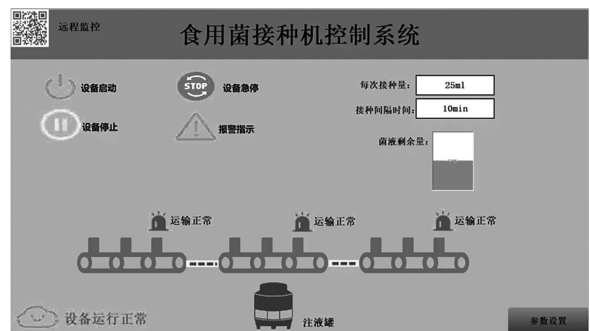 远程监控
食用菌接种机控制系统
设备启动
STOP
设备急停
每次接种量：
25ml
设备停止
报警指示
接种间隔时间：
10min
菌液剩余量：
运输正常
运输正常
运输正常
设备运行正常
注液罐
参数设置